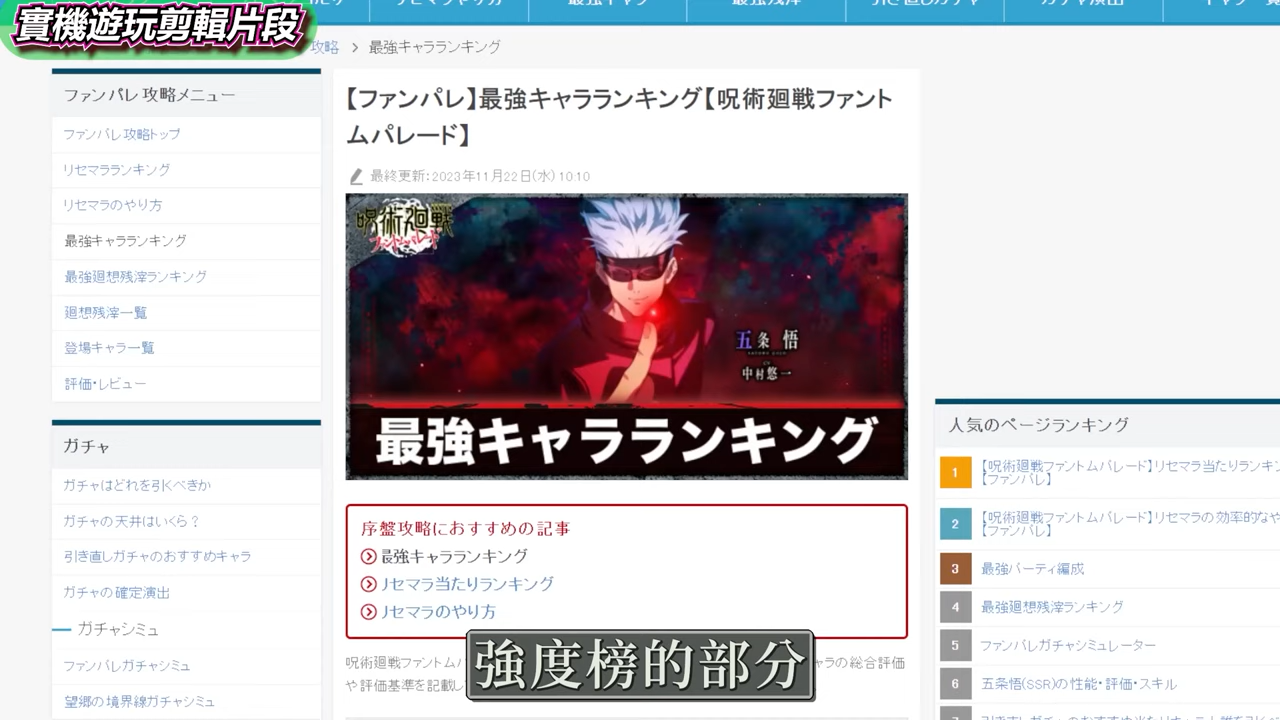 實機遊玩剪輯片段
攻略 > 最強キャラランキング
ファンパレ攻略メニュー
ファンパレ攻略トップ
リセマラランキング
リセマラのやり方
最強キャラランキング
最強廻想残滓ランキング
廻想残滓一覧
登場キャラ一覧
評価・レビュー
ガチャ
ガチャはどれを引くべきか
ガチャの天井はいくら？
引き直しガチャのおすすめキャラ
ガチャの確定演出
ガチャシミュ
ファンパレガチャシミュ
望郷の境界線ガチャシミュ
【ファンパレ】最強キャラランキング【呪術廻戦ファント
ムパレード】
最終更新：2023年11月22日(水) 10:10
呪術廻戦
ファントムパレード
五条 悟
SATORU GOJO
CV
中村悠一
最強キャラランキング
序盤攻略におすすめの記事
最強キャラランキング
リセマラ当たりランキング
リセマラのやり方
呪術廻戦ファントムパ
ャラの総合評価
や評価基準を記載し
強度榜的部分
人気のページランキング
1 【呪術廻戦ファントムパレード】リセマラ当たりランキン
【ファンパレ】
2 【呪術廻戦ファントムパレード】リセマラの効率的なや
【ファンパレ】
3 最強パーティ編成
4 最強廻想残滓ランキング
5 ファンパレガチャシミュレーター
6 五条悟(SSR)の性能・評価・スキル